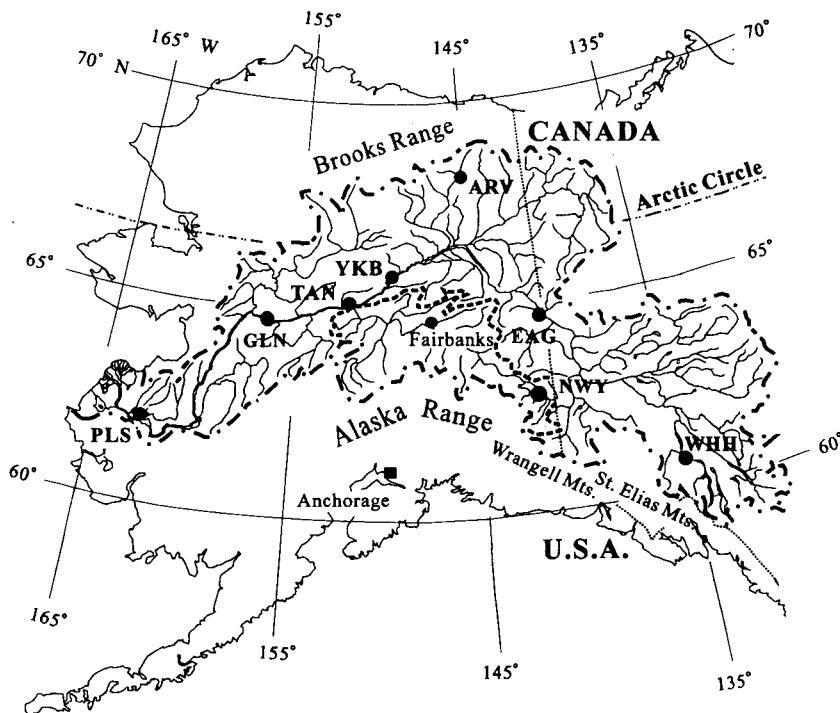 155°
165° W
145°
135°
70°
70° N
CANADA
Brooks Range
ARV
Arctic Circle
65°
65°
YKB
TAN
GLN
Fairbanks
EAG
NWY
PLS
Alaska Range
WHH
60°
60°
Wrangell Mts.
St. Elias Mts.
Anchorage
U.S.A.
165°
155°
145°
135°